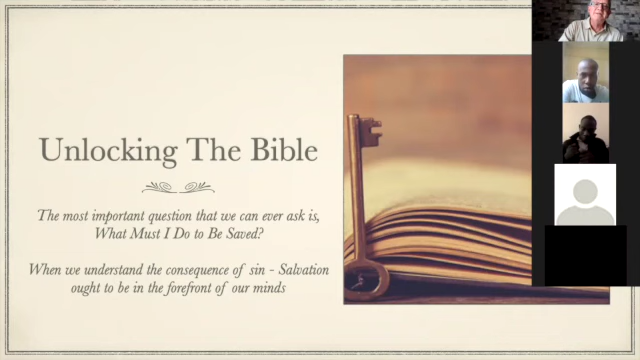 Unlocking The Bible
The most important question that we can ever ask is,
What Must I Do to Be Saved?
When we understand the consequence of sin - Salvation
ought to be in the forefront of our minds